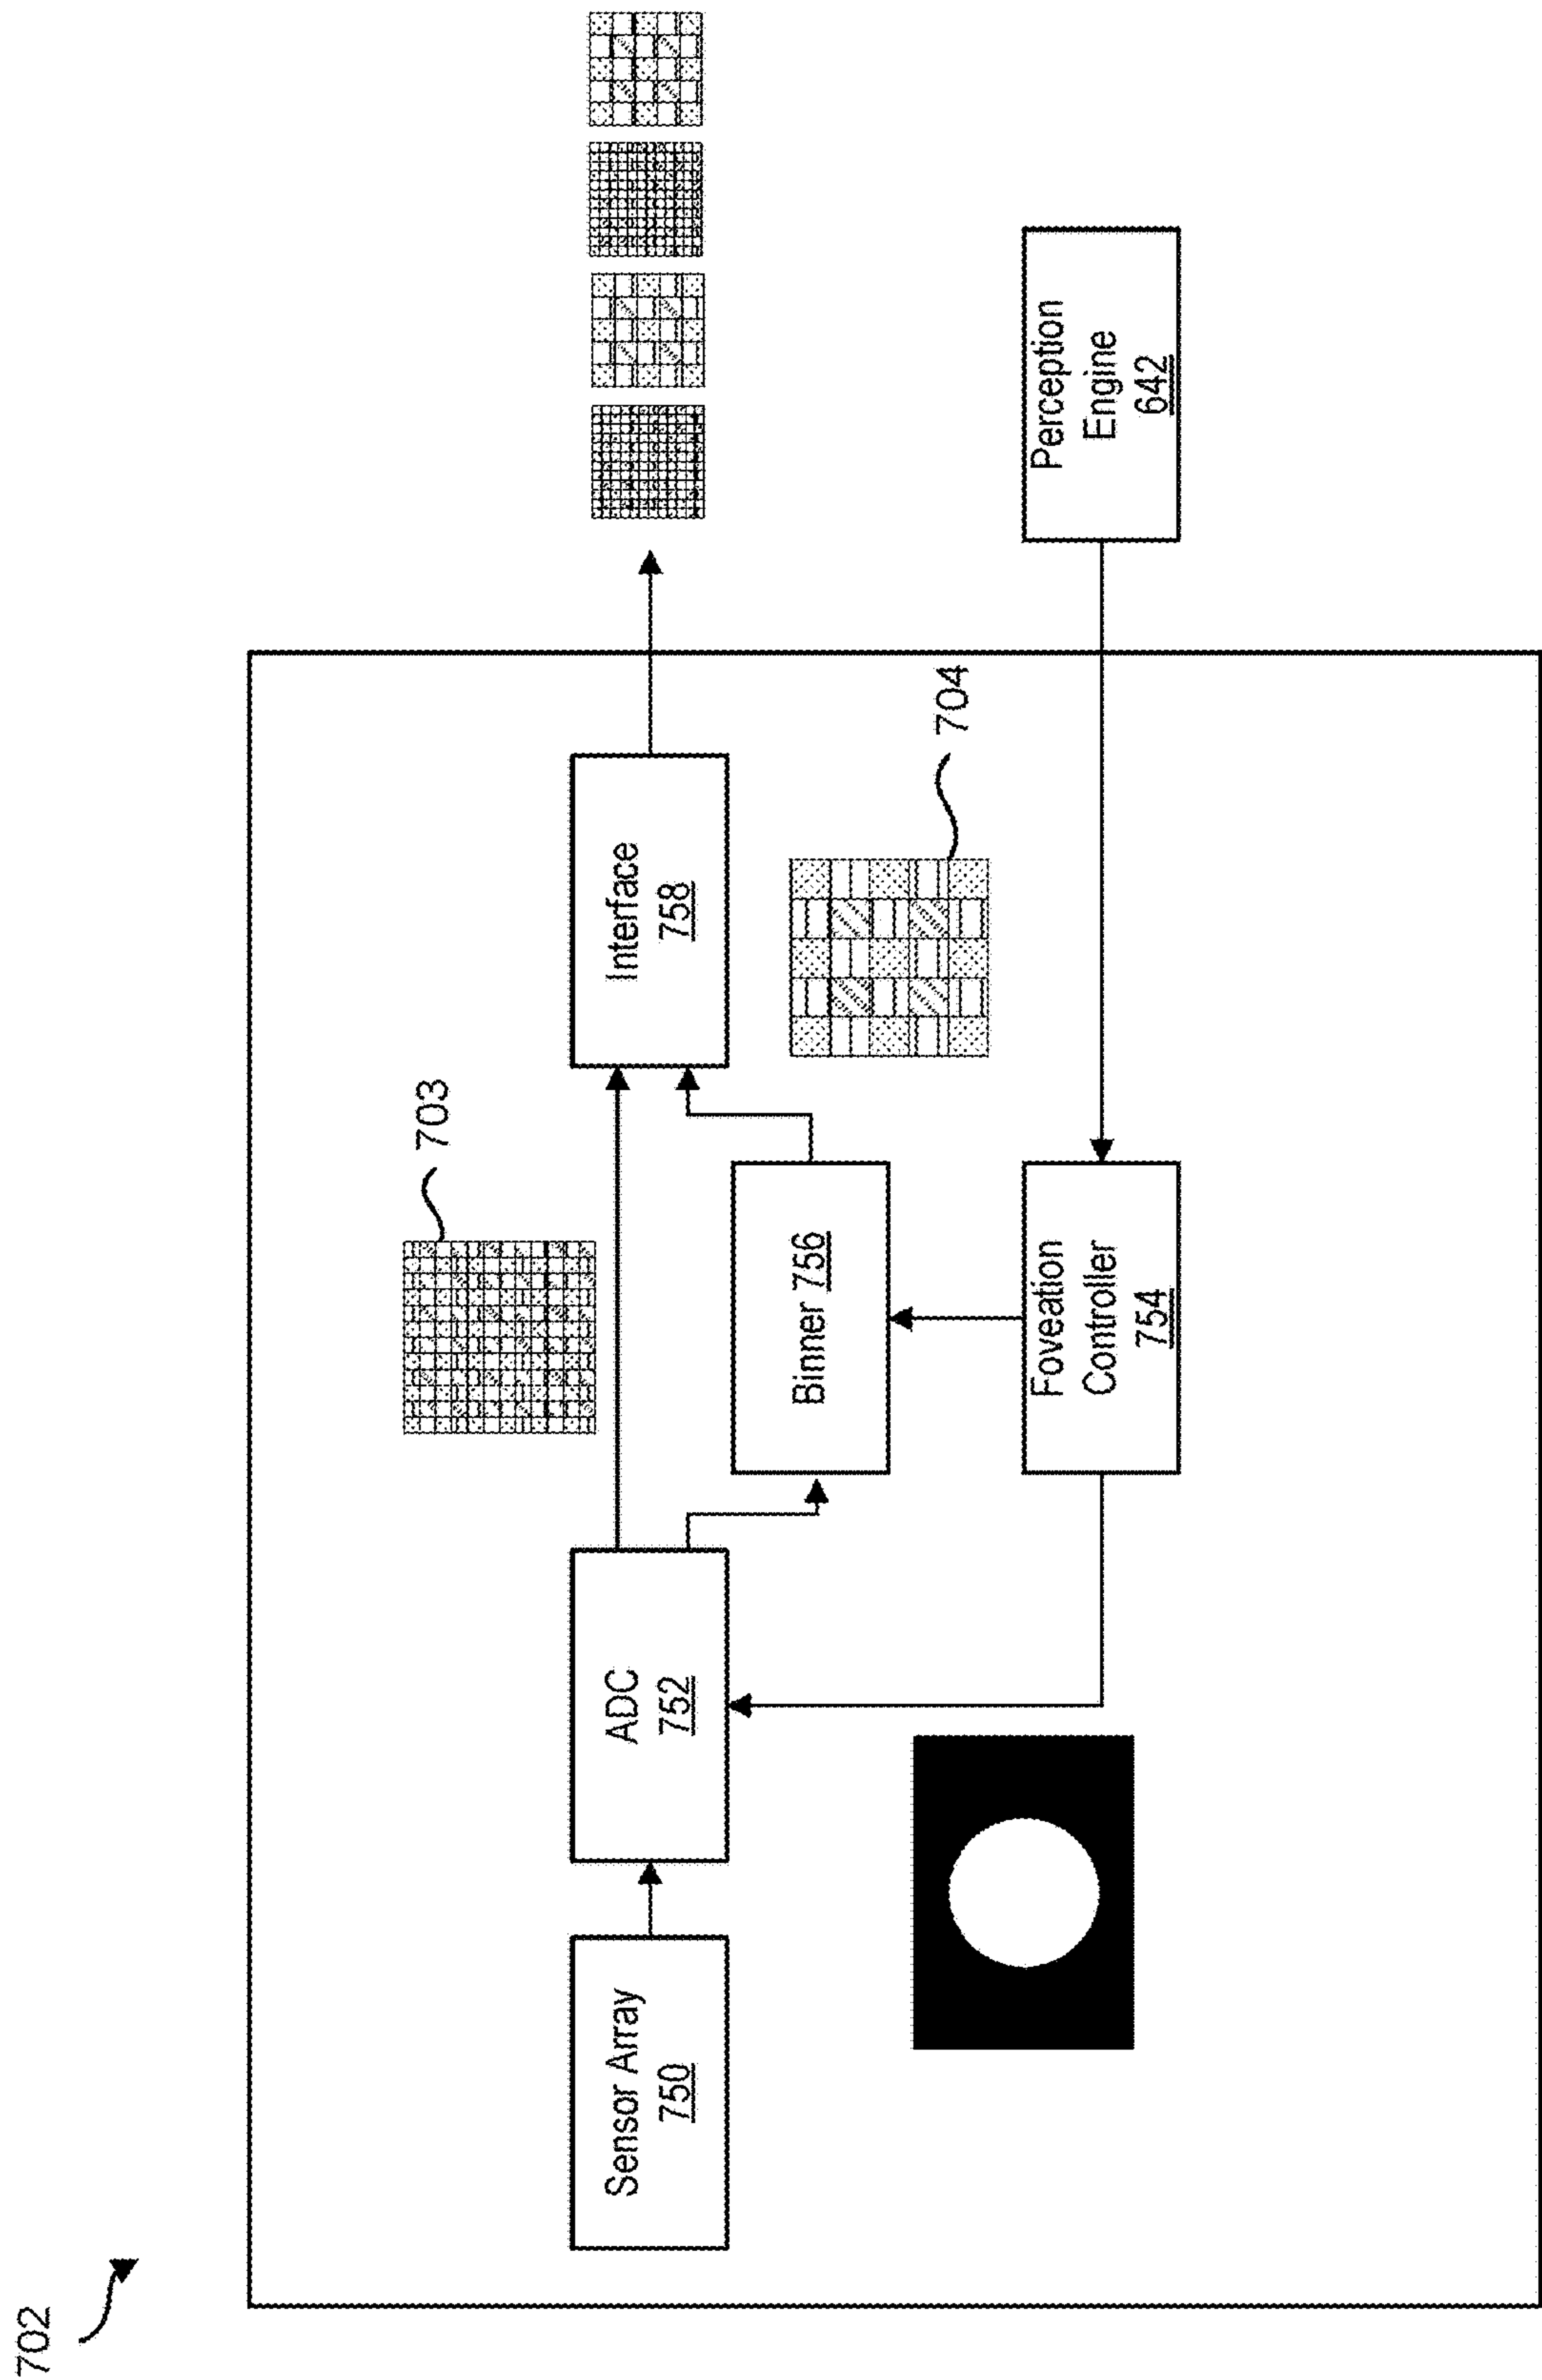 702
703
Sensor Array
750
ADC
752
Interface
758
Binner 756
704
Foveation
Controller
754
Perception
Engine
642